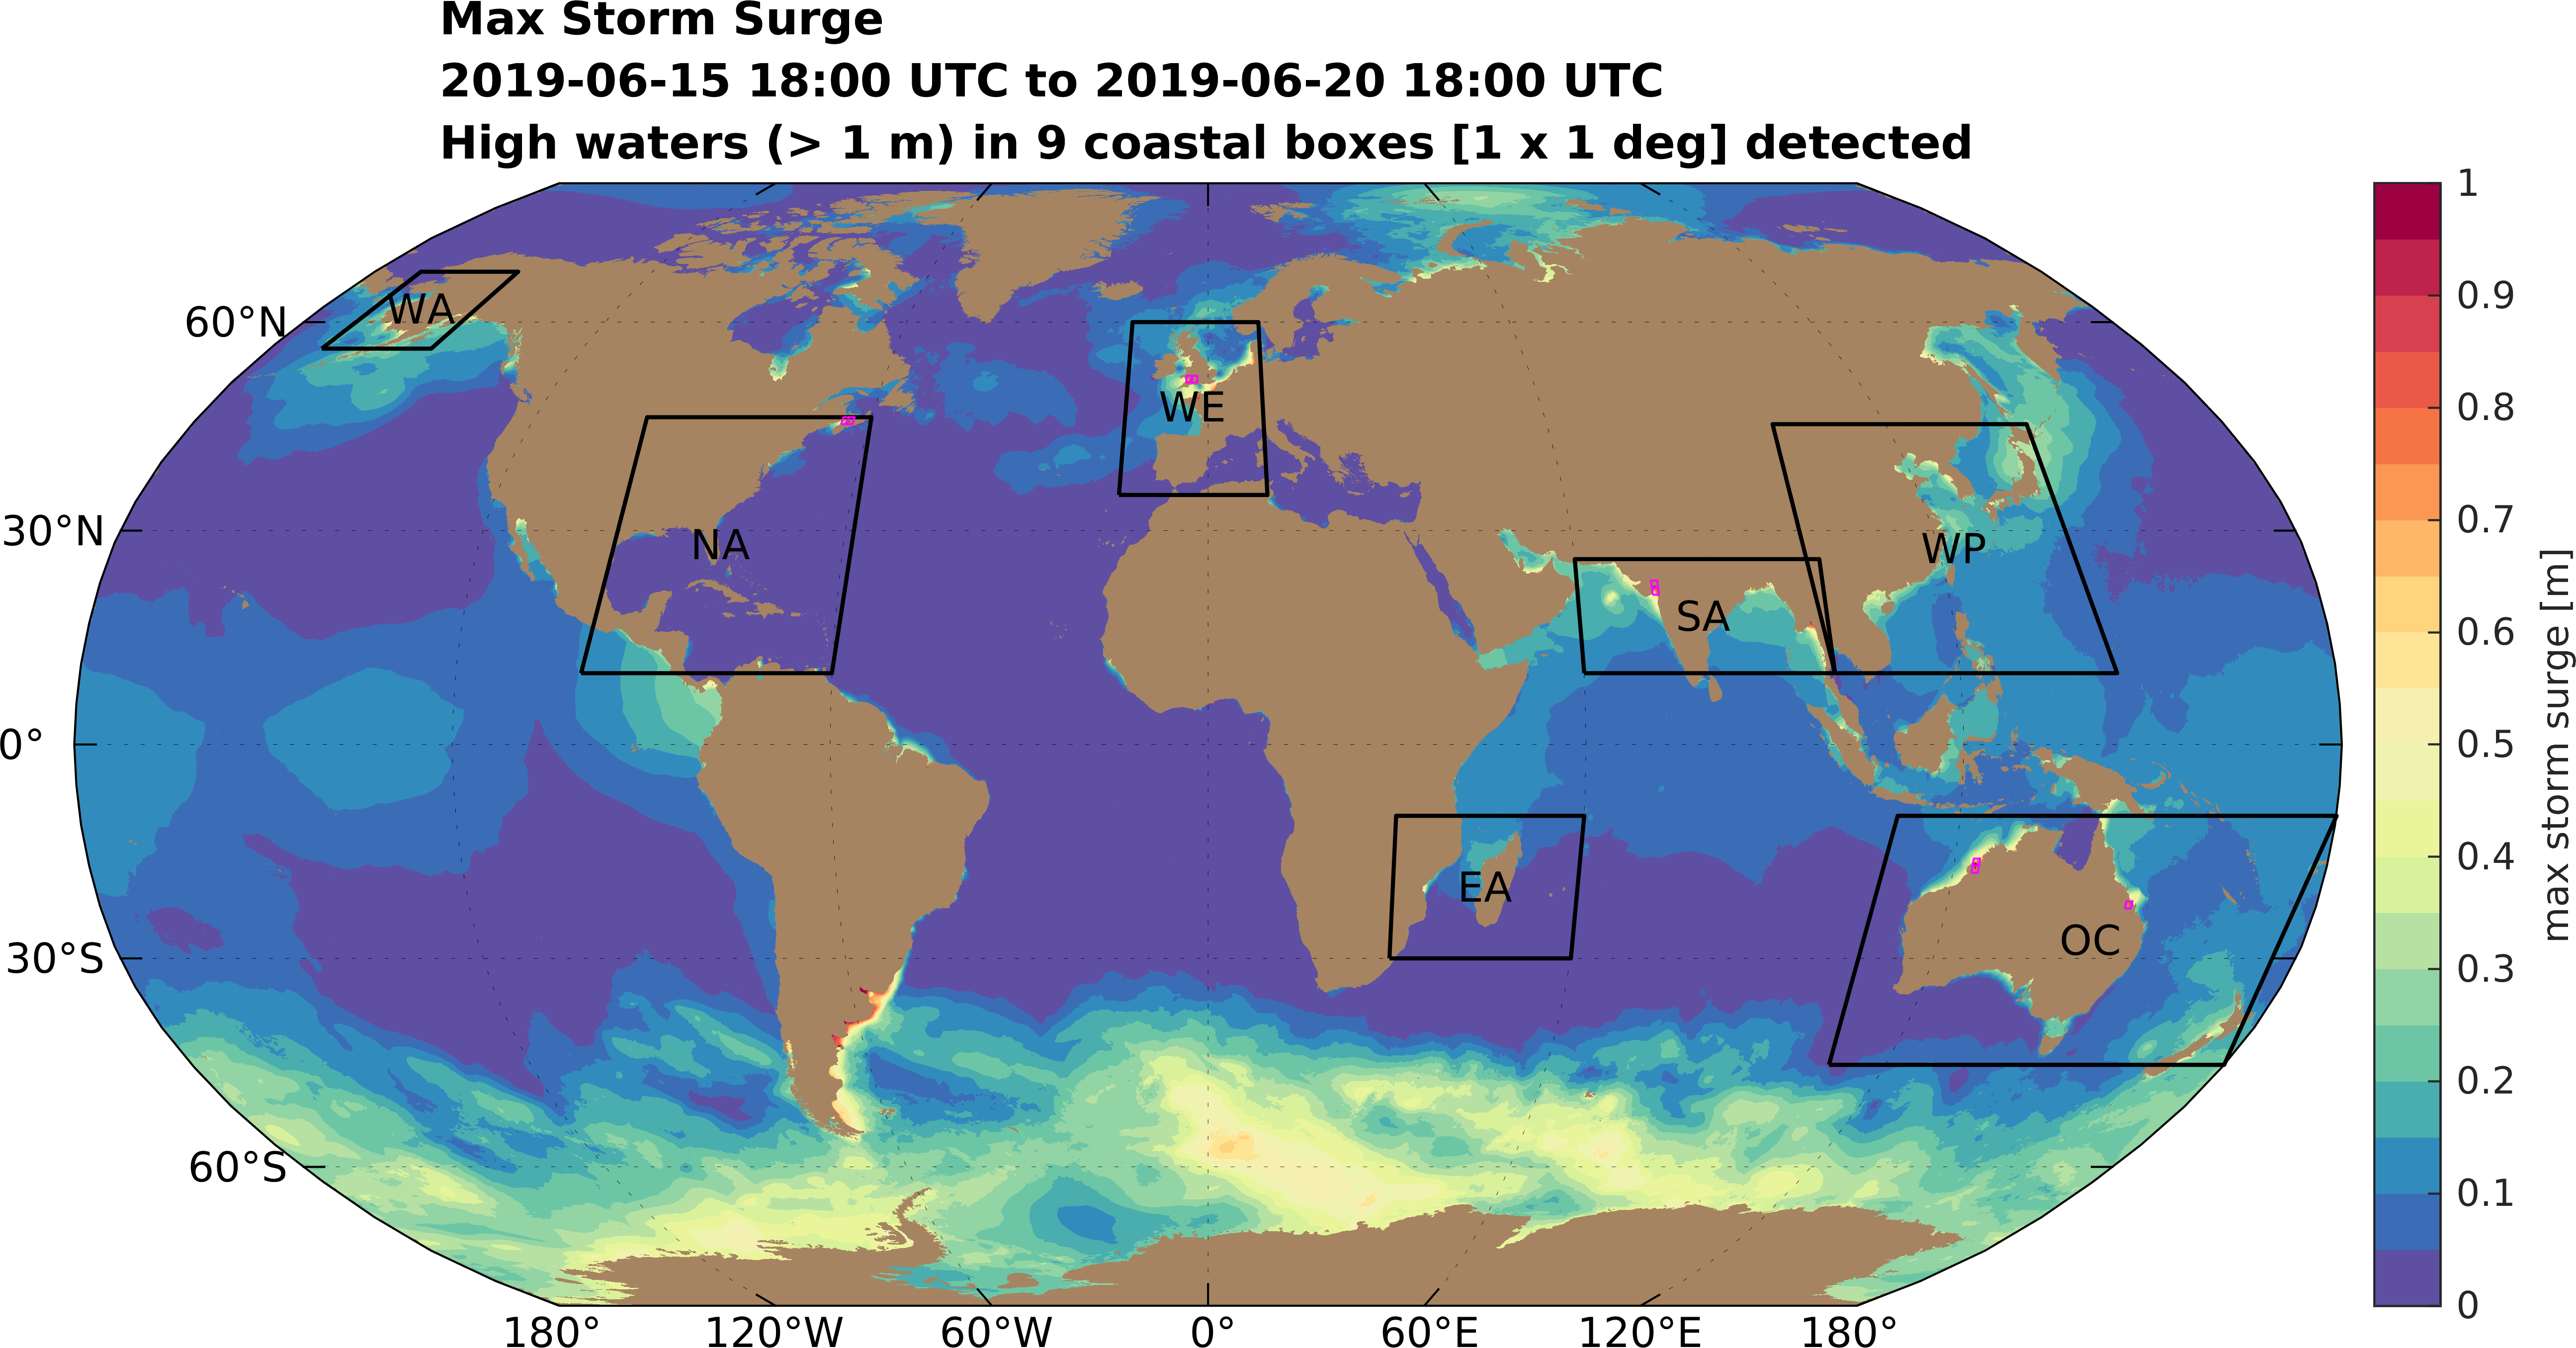 Max Storm Surge
2019-06-15 18:00 UTC to 2019-06-20 18:00 UTC
High waters (> 1 m) in 9 coastal boxes [1 x 1 deg] detected
60°N
30°N
0°
30°S
60°S
WA
NA
WE
SA
WP
EA
OC
180°
120°W
60°W
0°
60°E
120°E
180°
1
0.9
0.8
0.7
0.6
0.5
0.4
0.3
0.2
0.1
0
max storm surge [m]